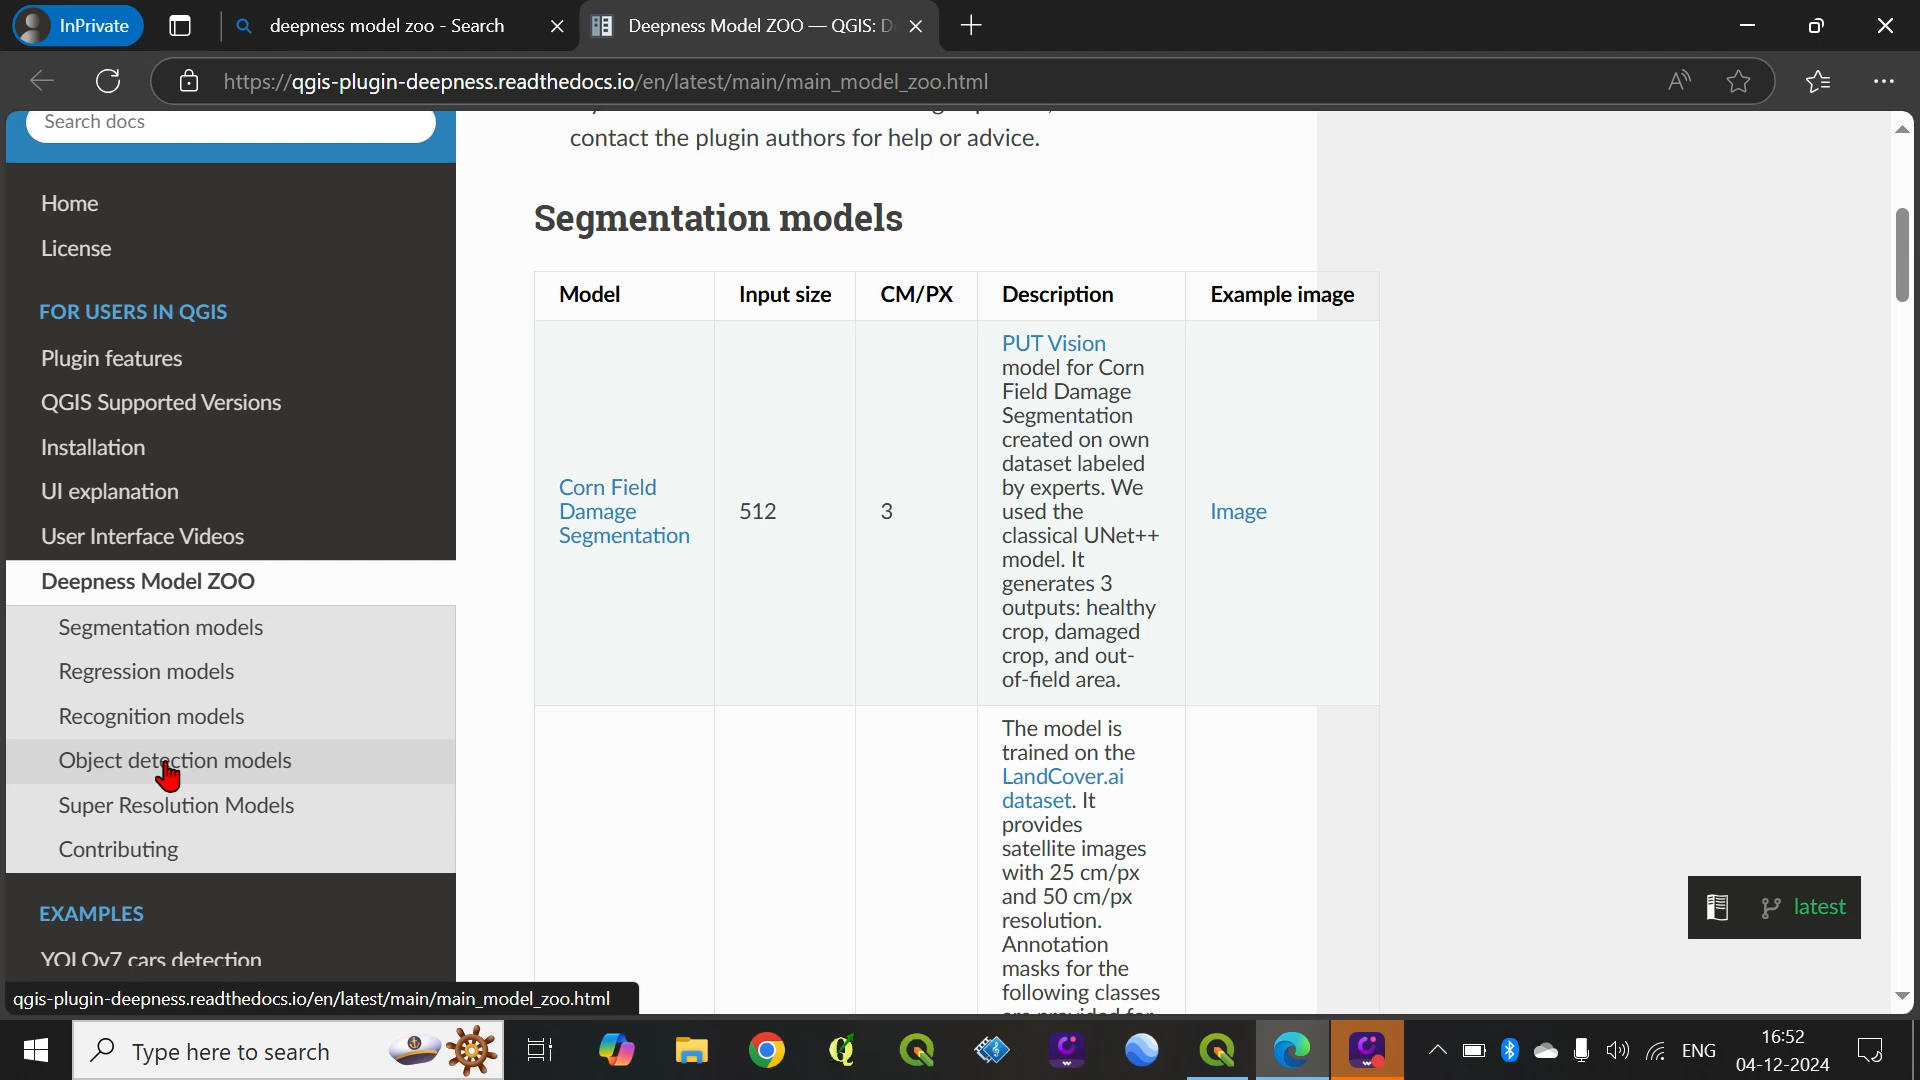 InPrivate
deepness model zoo - Search
Deepness Model ZOO — QGIS: D
https://qgis-plugin-deepness.readthedocs.io/en/latest/main/main_model_zoo.html
Search docs
Home
License
FOR USERS IN QGIS
Plugin features
QGIS Supported Versions
Installation
UI explanation
User Interface Videos
Deepness Model ZOO
Segmentation models
Regression models
Recognition models
Object detection models
Super Resolution Models
Contributing
EXAMPLES
YOLOv7 cars detection
qgis-plugin-deepness.readthedocs.io/en/latest/main/main_model_zoo.html
contact the plugin authors for help or advice.
Segmentation models
Model Input size CM/PX Description Example image
Corn Field
Damage
Segmentation
512
3
PUT Vision
model for Corn
Field Damage
Segmentation
created on own
dataset labeled
by experts. We
used the
classical UNet++
model. It
generates 3
outputs: healthy
crop, damaged
crop, and out-
of-field area.
Image
The model is
trained on the
LandCover.ai
dataset. It
provides
satellite images
with 25 cm/px
and 50 cm/px
resolution.
Annotation
masks for the
following classes
are provided for
latest
Type here to search
ENG
16:52
04-12-2024